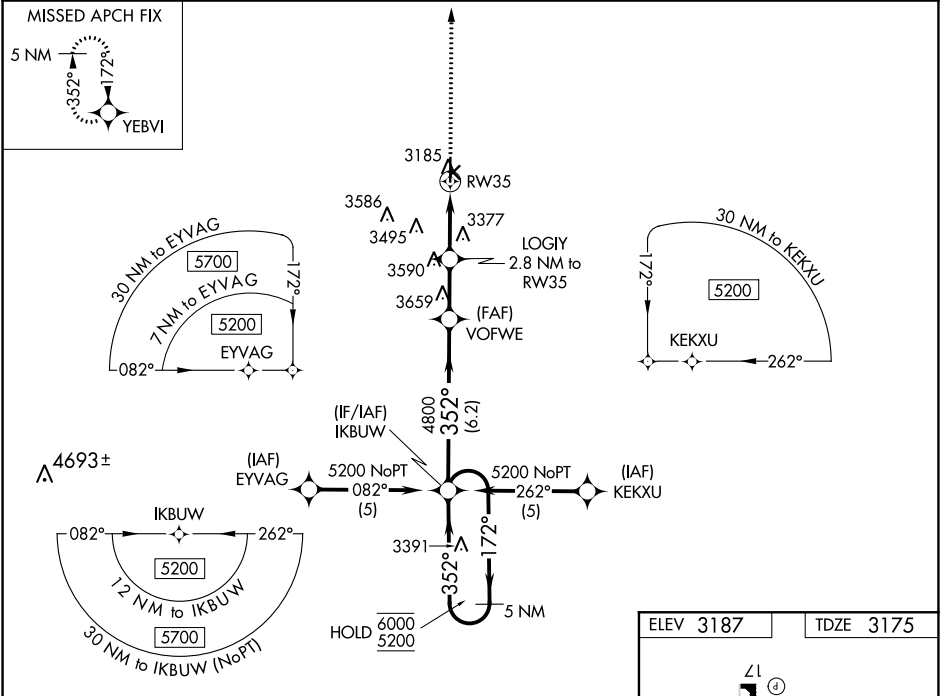 MISSED APCH FIX
5 NM
352°
172°
YEBVI
3185
RW35
3586
3495
3377
3590
LOGIY
2.8 NM to
RW35
3659
(FAF)
VOFWE
30 NM to EYVAG
5700
7 NM to EYVAG
5200
172°
EYVAG
082°
30 NM to KEKXU
172°
5200
KEKXU
262°
4800
352°
(6.2)
(IF/IAF)
IKBUW
4693±
(IAF)
EYVAG
5200 NoPT
082°
(5)
5200 NoPT
262°
(5)
(IAF)
KEKXU
IKBUW
082°
262°
5200
12 NM to IKBUW
5700
30 NM to IKBUW (NoPT)
3391
352°
172°
5 NM
HOLD 6000
5200
ELEV 3187
TDZE 3175
17
P